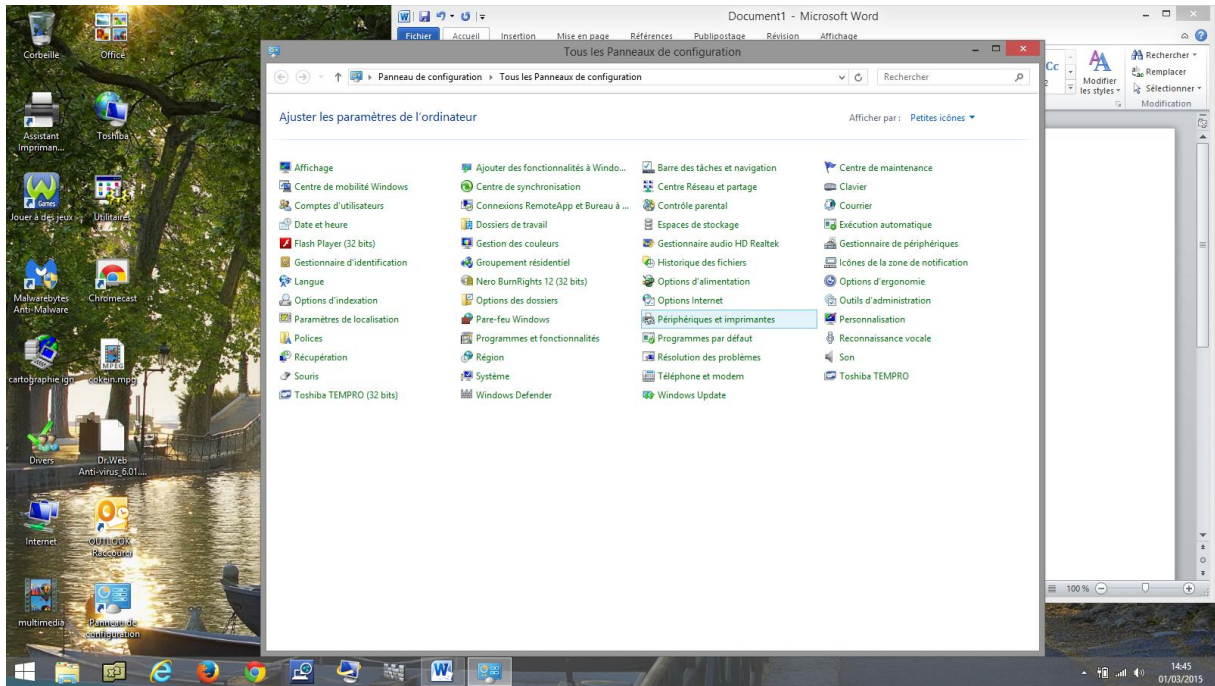 Corbeille
Office
Assistant
Impriman...
Toshiba
Games
Jouer à des jeux
Utilitaires
Malwarebytes
Anti-Malware
Chromecast
cartographie ign
MPEG
cokein.mpg
Divers
Dr.Web
Anti-virus_6.01....
Internet
OUTLOOK
Raccourci
multimedia
Panneau de
configuration
Document1 - Microsoft Word
Fichier Accueil Insertion Mise en page Références Publipostage Révision Affichage
Modifier
les styles
Rechercher
Remplacer
Sélectionner
Modification
100 %
Tous les Panneaux de configuration
Panneau de configuration Tous les Panneaux de configuration
Rechercher
Ajuster les paramètres de l'ordinateur
Afficher par : Petites icônes
Affichage Ajouter des fonctionnalités à Windo... Barre des tâches et navigation Centre de maintenance
Centre de mobilité Windows Centre de synchronisation Centre Réseau et partage Clavier
Comptes d'utilisateurs Connexions RemoteApp et Bureau à ... Contrôle parental Courrier
Date et heure Dossiers de travail Espaces de stockage Exécution automatique
Flash Player (32 bits) Gestion des couleurs Gestionnaire audio HD Realtek Gestionnaire de périphériques
Gestionnaire d'identification Groupement résidentiel Historique des fichiers Icônes de la zone de notification
Langue Nero BurnRights 12 (32 bits) Options d'alimentation Options d'ergonomie
Options d'indexation Options des dossiers Options Internet Outils d'administration
Paramètres de localisation Pare-feu Windows Périphériques et imprimantes Personnalisation
Polices Programmes et fonctionnalités Programmes par défaut Reconnaissance vocale
Récupération Région Résolution des problèmes Son
Souris Système Téléphone et modem Toshiba TEMPRO
Toshiba TEMPRO (32 bits) Windows Defender Windows Update
14:45
01/03/2015